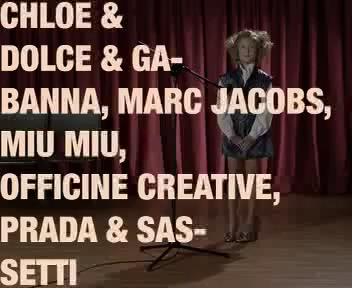 CHLOE &
DOLCE & GA-
BANNA, MARC JACOBS,
MIU MIU,
OFFICINE CREATIVE,
PRADA & SAS-
SETTI